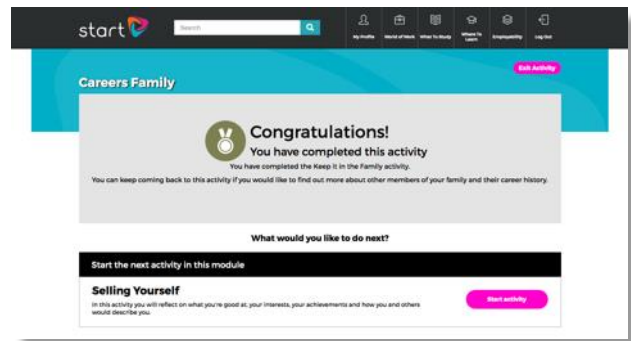 start
Search
My Profile
World of Work
What To Study
Where To
Learn
Employability
Log Out
Exit Activity
Careers Family
Congratulations!
You have completed this activity
You have completed the Keep it in the Family activity.
You can keep coming back to this activity if you would like to find out more about other members of your family and their career history.
What would you like to do next?
Start the next activity in this module
Selling Yourself
In this activity you will reflect on what you're good at, your interests, your achievements and how you and others
would describe you.
Start activity